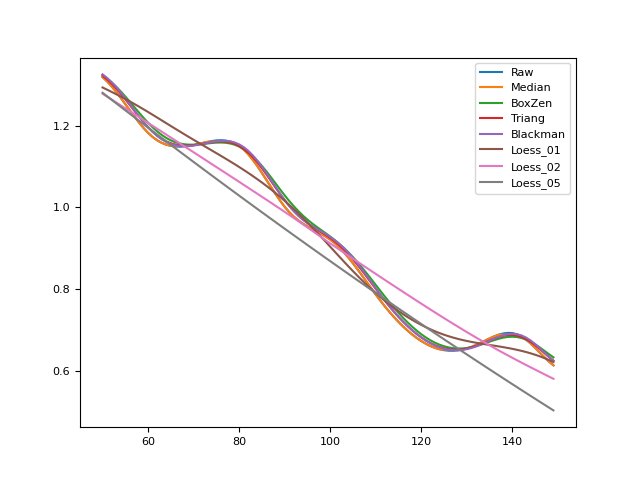 Raw
Median
BoxZen
Triang
Blackman
Loess_01
Loess_02
Loess_05
1.2
1.0
0.8
0.6
60 80 100 120 140